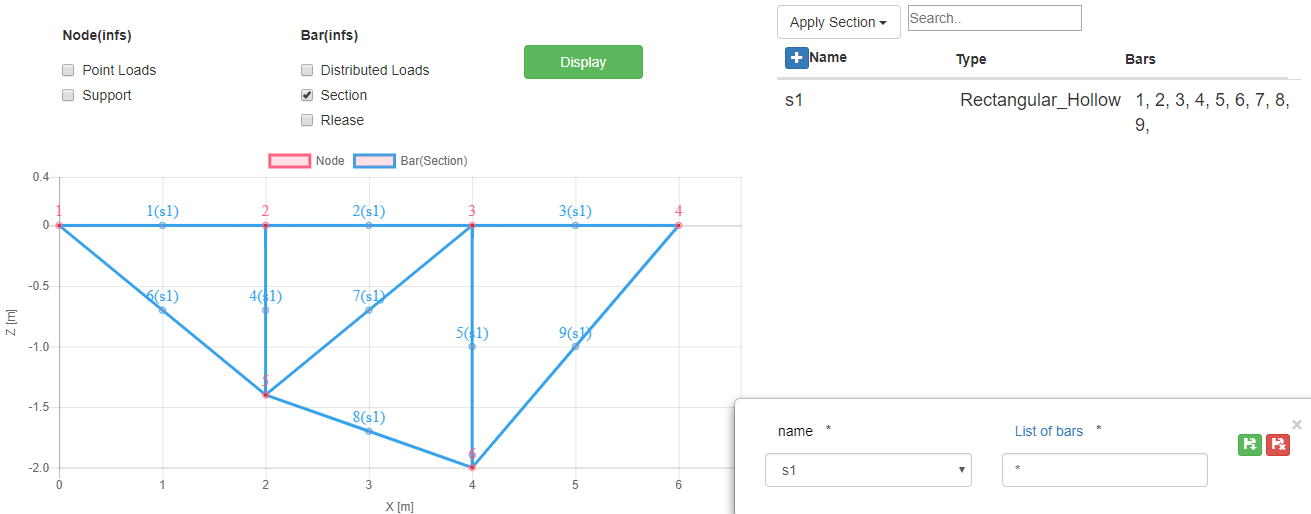 Node(infs)
Bar(infs)
Point Loads
Distributed Loads
Display
Support
Section
Rlease
Node
Bar(Section)
0.4
0
-0.5
-1.0
-1.5
-2.0
Z [m]
1
1(s1)
2
2(s1)
3
3(s1)
4
6(s1)
4(s1)
7(s1)
5(s1)
9(s1)
5
8(s1)
6
0
1
2
3
4
5
6
X [m]
Apply Section
Search..
Name
Type
Bars
s1
Rectangular_Hollow
1, 2, 3, 4, 5, 6, 7, 8,
9,
name *
List of bars *
s1
*